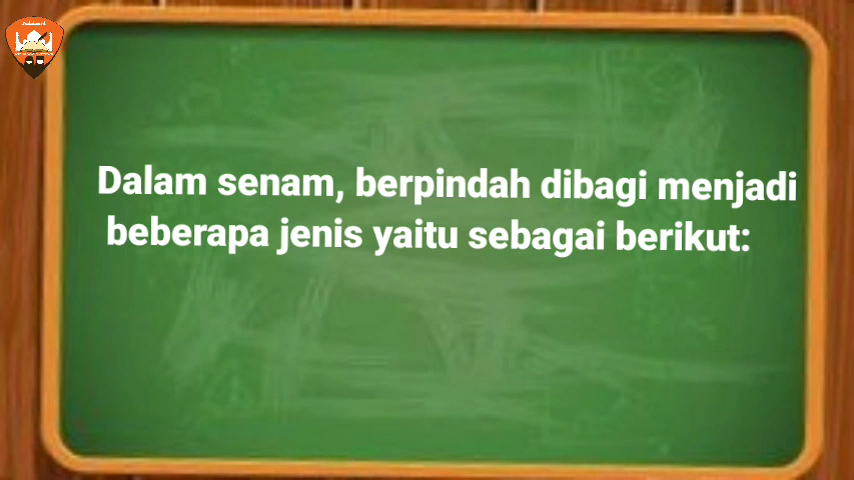 Dalam senam, berpindah dibagi menjadi
beberapa jenis yaitu sebagai berikut: